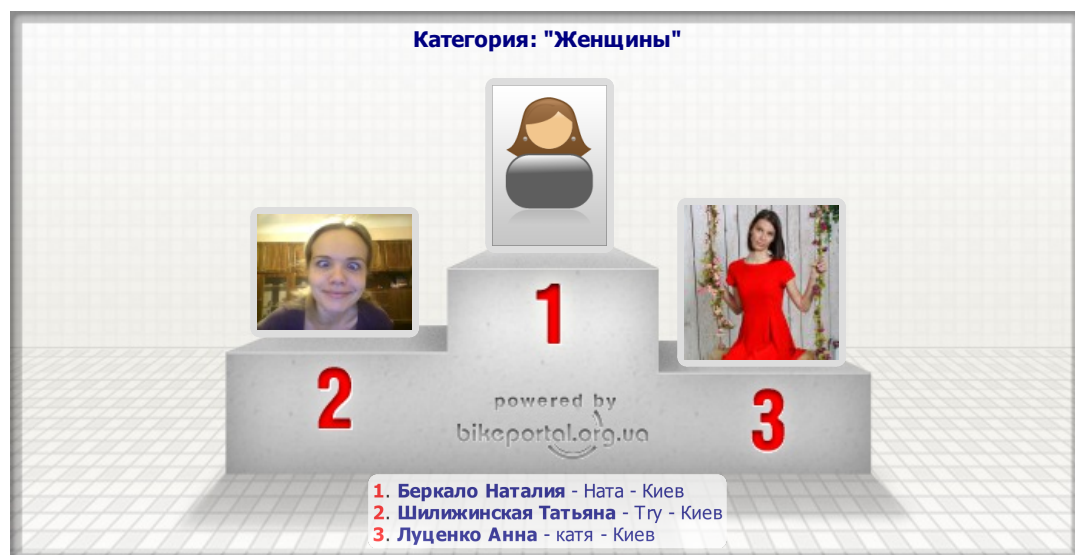 Категория: "Женщины"
1
2
3
powered by
bikeportal.org.ua
1. Беркало Наталия - Ната - Киев
2. Шилижинская Татьяна - Try - Киев
3. Луценко Анна - катя - Киев